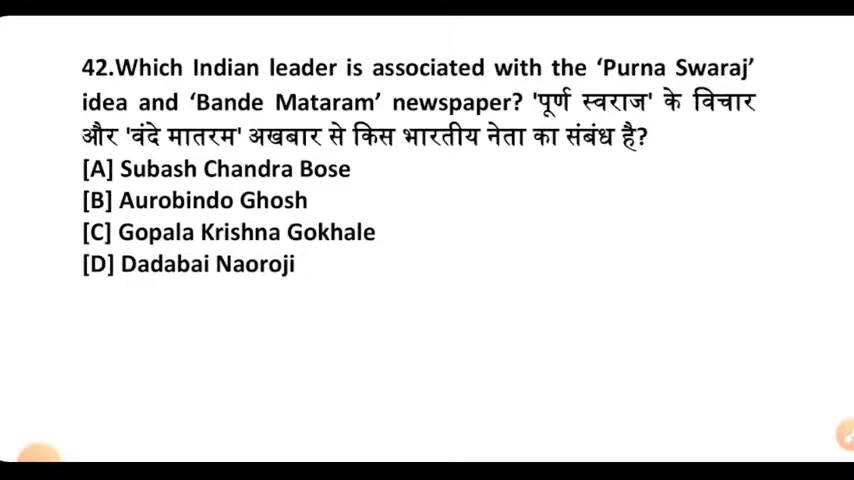 42.Which Indian leader is associated with the ‘Purna Swaraj’
idea and ‘Bande Mataram’ newspaper? 'पूर्ण स्वराज' के विचार
और 'वंदे मातरम' अखबार से किस भारतीय नेता का संबंध है?
[A] Subash Chandra Bose
[B] Aurobindo Ghosh
[C] Gopala Krishna Gokhale
[D] Dadabai Naoroji